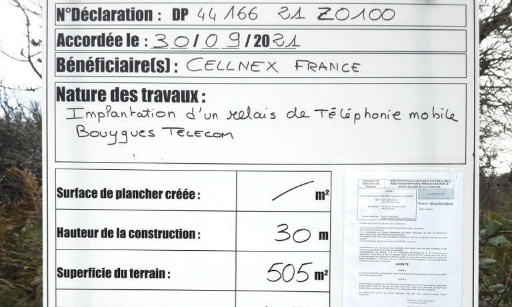 N°Déclaration : DP 44 166 21 Z0100
Accordée le : 30/09/2021
Bénéficiaire(s) : CELLNEX FRANCE
Nature des travaux :
Implantation d'un relais de Téléphonie mobile
Bouygues TELECOM
Surface de plancher créée : / m²
Hauteur de la construction : 30 m
Superficie du terrain : 505 m²